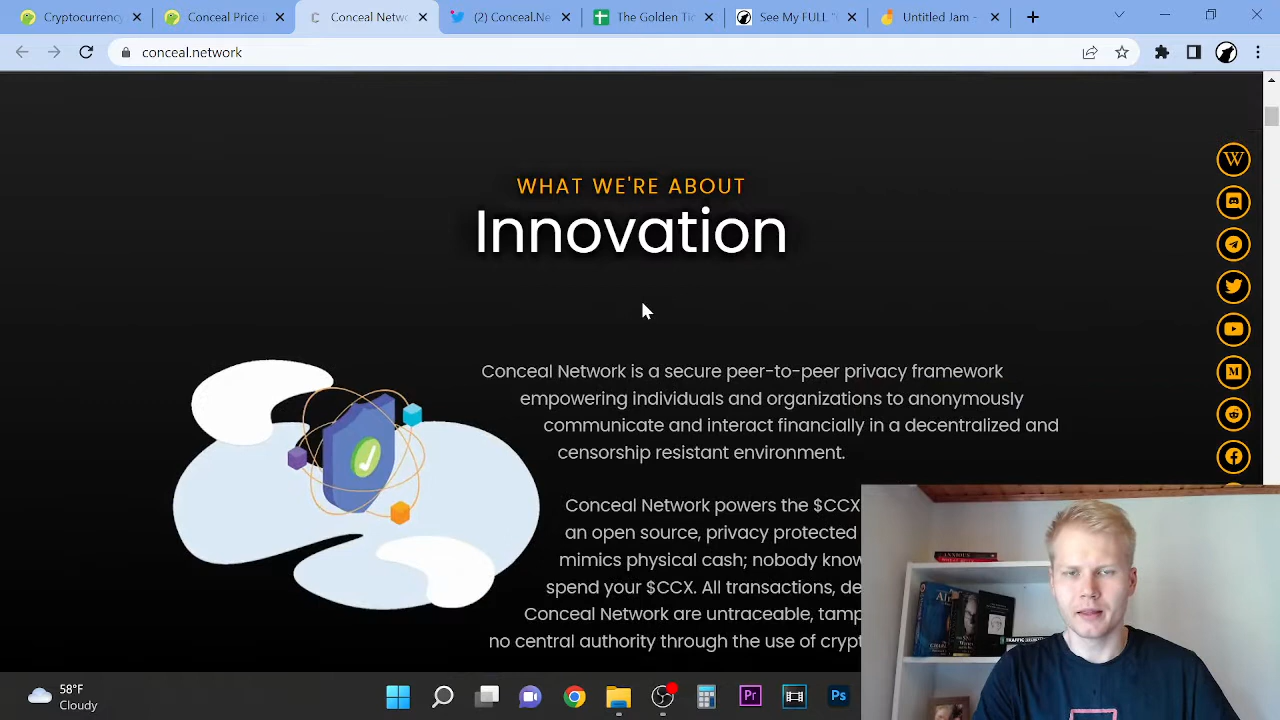 Cryptocurrency
Conceal Price
Conceal Netw
(2) Conceal.Ne
The Golden Tic
See My FULL "
Untitled Jam -
conceal.network
WHAT WE'RE ABOUT
Innovation
Conceal Network is a secure peer-to-peer privacy framework
empowering individuals and organizations to anonymously
communicate and interact financially in a decentralized and
censorship resistant environment.
Conceal Network powers the $CCX
an open source, privacy protected
mimics physical cash; nobody know
spend your $CCX. All transactions, de
Conceal Network are untraceable, tamp
no central authority through the use of crypt
W
M
58°F
Cloudy
Pr
Ps